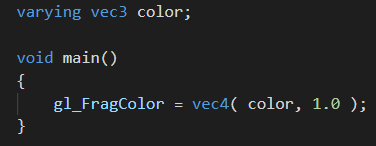 varying vec3 color;
void main()
{
gl_FragColor = vec4( color, 1.0 );
}